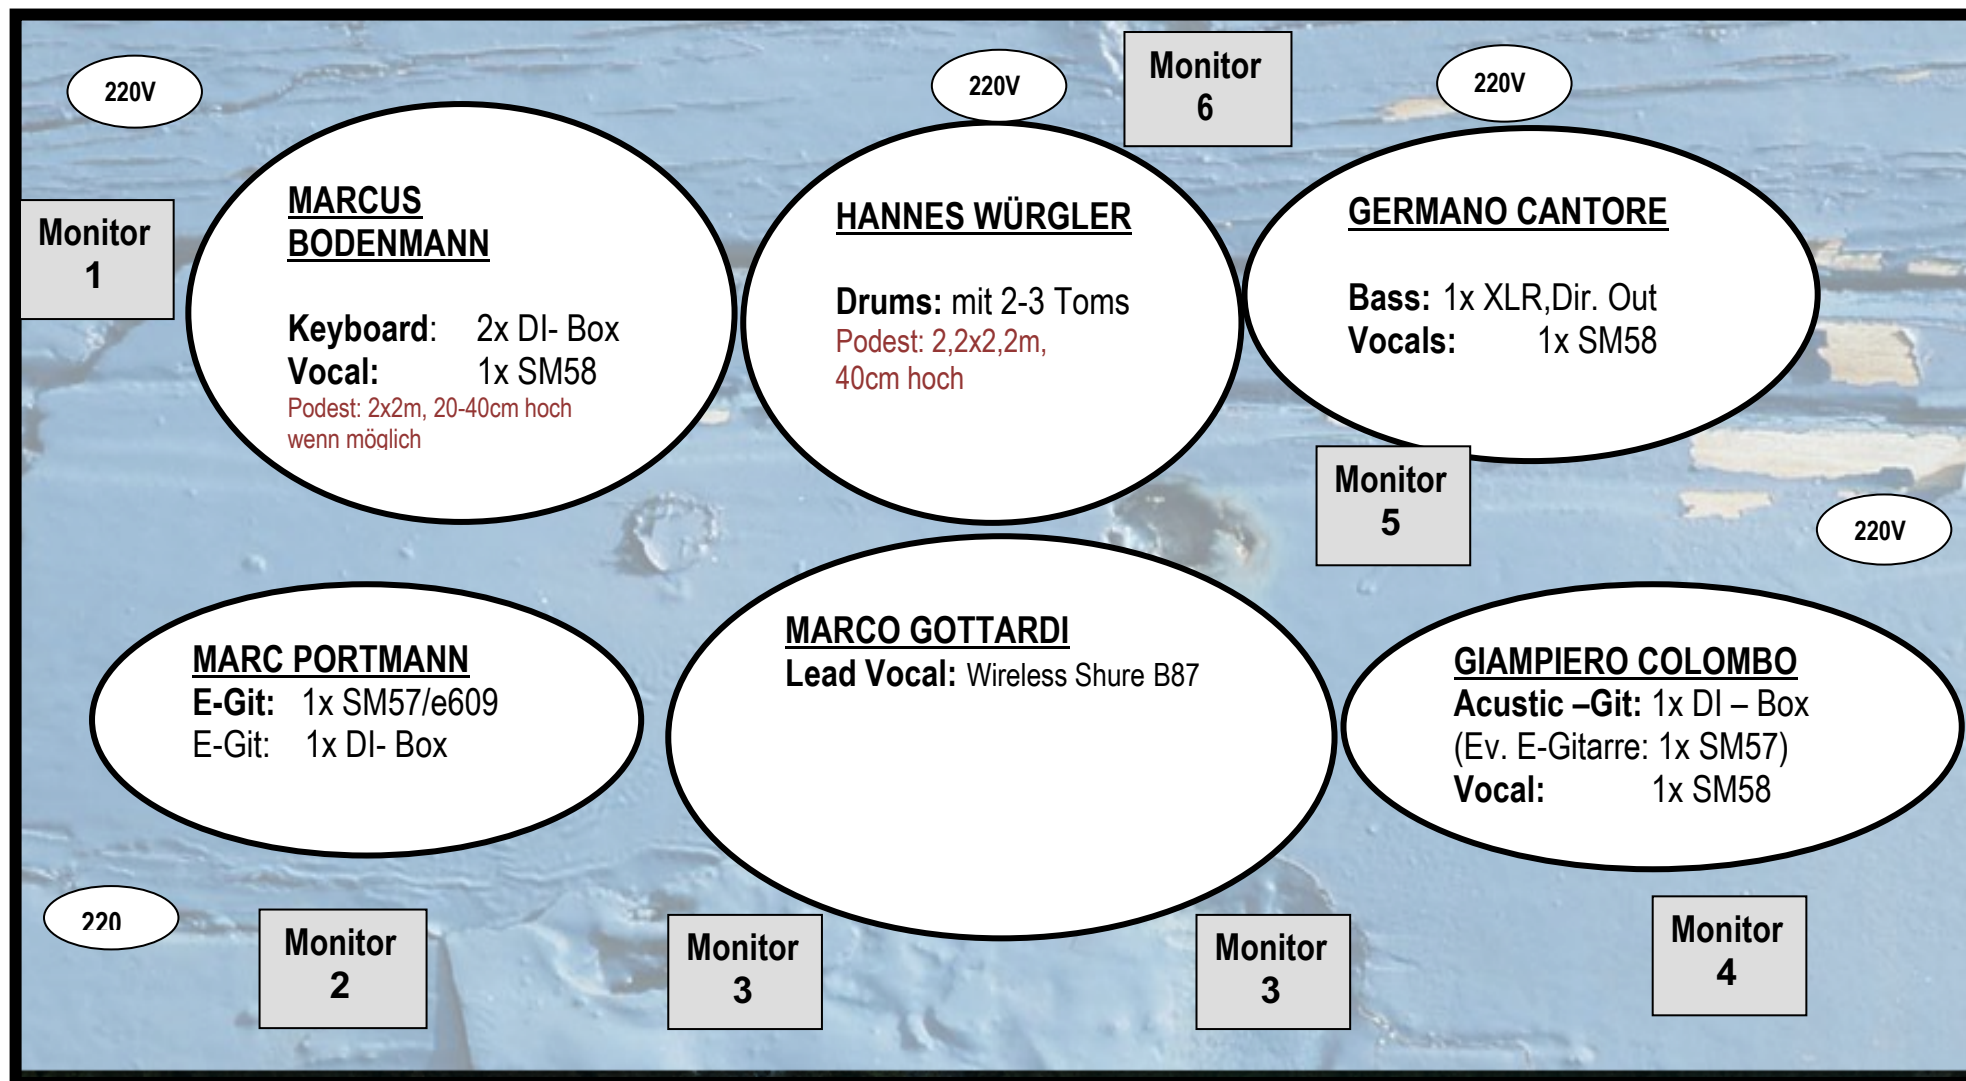 220V
220V
Monitor
6
220V
Monitor
1
MARCUS
BODENMANN
Keyboard: 2x DI- Box
Vocal: 1x SM58
Podest: 2x2m, 20-40cm hoch
wenn möglich
HANNES WÜRGLER
Drums: mit 2-3 Toms
Podest: 2,2x2,2m,
40cm hoch
GERMANO CANTORE
Bass: 1x XLR,Dir. Out
Vocals: 1x SM58
Monitor
5
220V
MARC PORTMANN
E-Git: 1x SM57/e609
E-Git: 1x DI- Box
MARCO GOTTARDI
Lead Vocal: Wireless Shure B87
GIAMPIERO COLOMBO
Acustic –Git: 1x DI – Box
(Ev. E-Gitarre: 1x SM57)
Vocal: 1x SM58
220
Monitor
2
Monitor
3
Monitor
3
Monitor
4